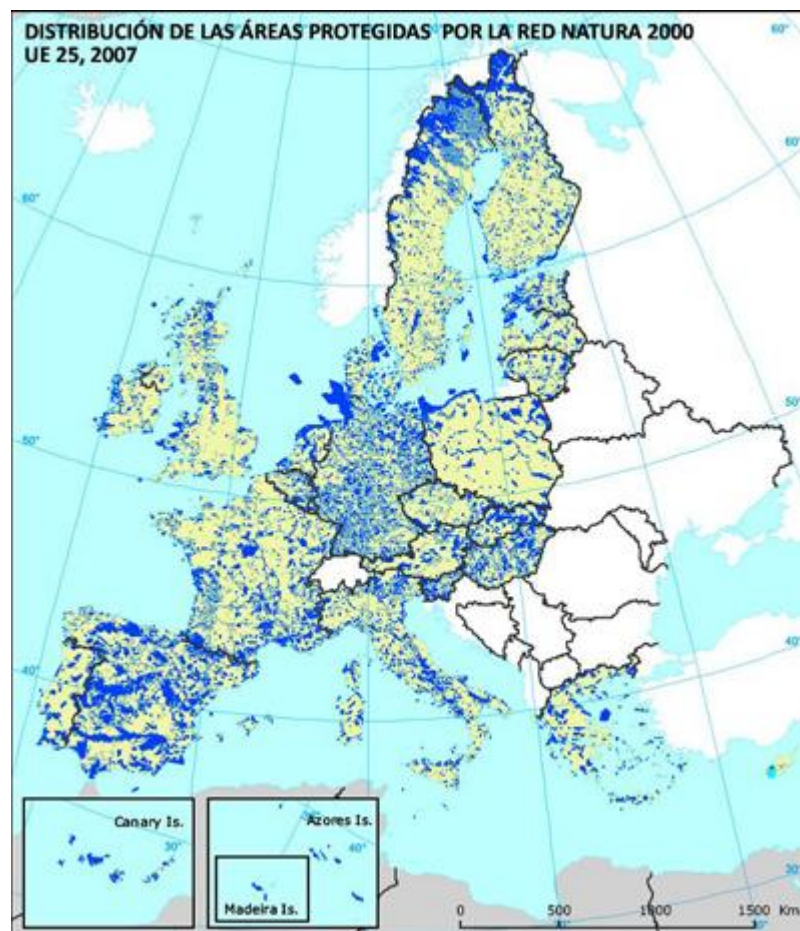 DISTRIBUCIÓN DE LAS ÁREAS PROTEGIDAS POR LA RED NATURA 2000
UE 25, 2007
60°
60°
60°
50°
50°
40°
40°
Canary Is.
30°
Azores Is.
40°
Madeira Is.
30°
0 500 1000 1500 Km